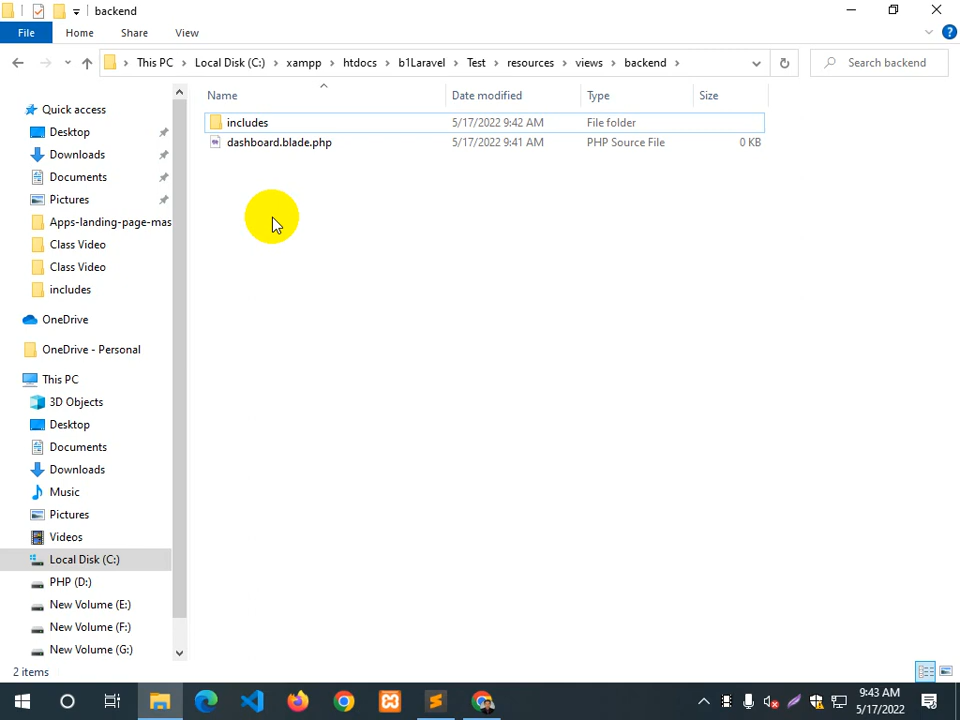 backend
File
Home
Share
View
This PC
Local Disk (C:)
xampp
htdocs
b1Laravel
Test
resources
views
backend
Search backend
Name
Date modified
Type
Size
includes
5/17/2022 9:42 AM
File folder
dashboard.blade.php
5/17/2022 9:41 AM
PHP Source File
0 KB
Quick access
Desktop
Downloads
Documents
Pictures
Apps-landing-page-mas
Class Video
Class Video
includes
OneDrive
OneDrive - Personal
This PC
3D Objects
Desktop
Documents
Downloads
Music
Pictures
Videos
Local Disk (C:)
PHP (D:)
New Volume (E:)
New Volume (F:)
New Volume (G:)
2 items
9:43 AM
5/17/2022